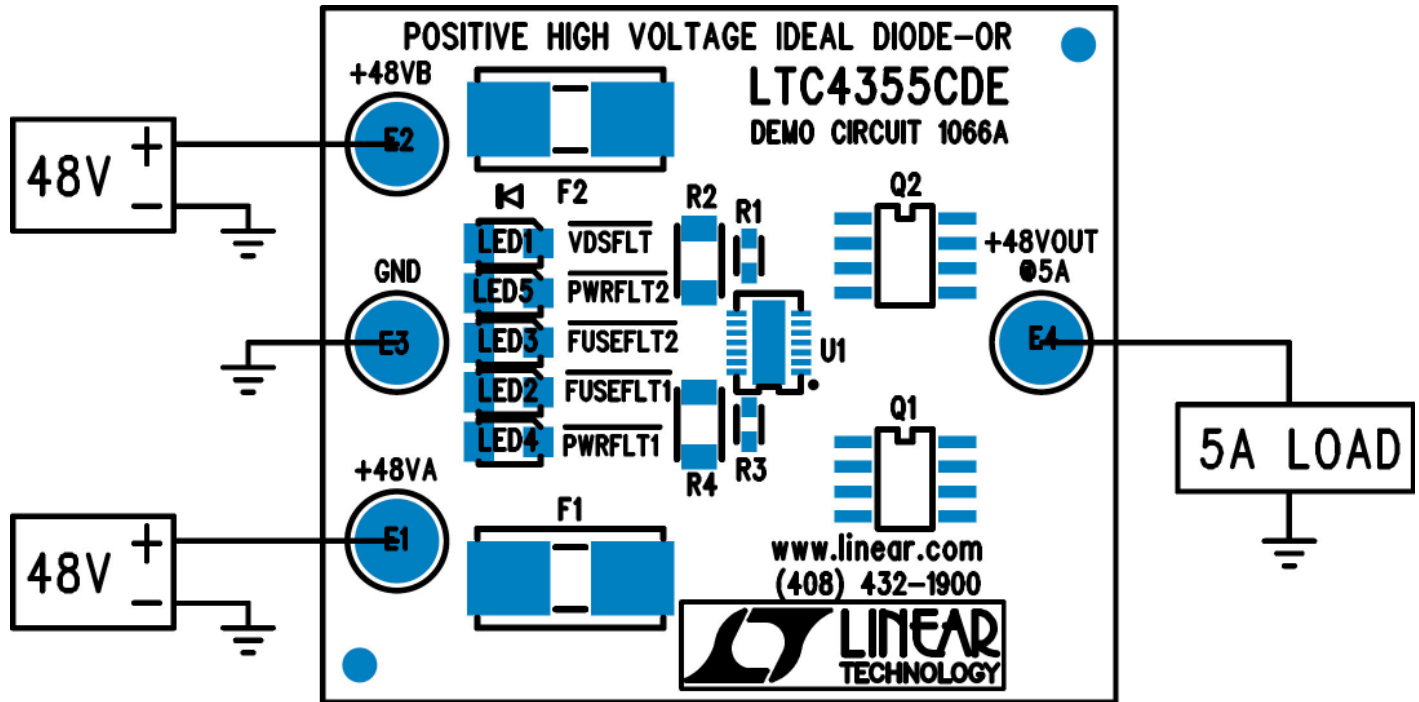 POSITIVE HIGH VOLTAGE IDEAL DIODE-OR
LTC4355CDE
DEMO CIRCUIT 1066A
+48VB
E2
48V
+
−
F2
LED1
VDSFLT
LED5
PWRFLT2
LED3
FUSEFLT2
LED2
FUSEFLT1
LED4
PWRFLT1
R2
R1
Q2
+48VOUT
@5A
E4
GND
E3
U1
R4
R3
Q1
5A LOAD
+48VA
E1
48V
+
−
F1
www.linear.com
(408) 432-1900
LINEAR
TECHNOLOGY